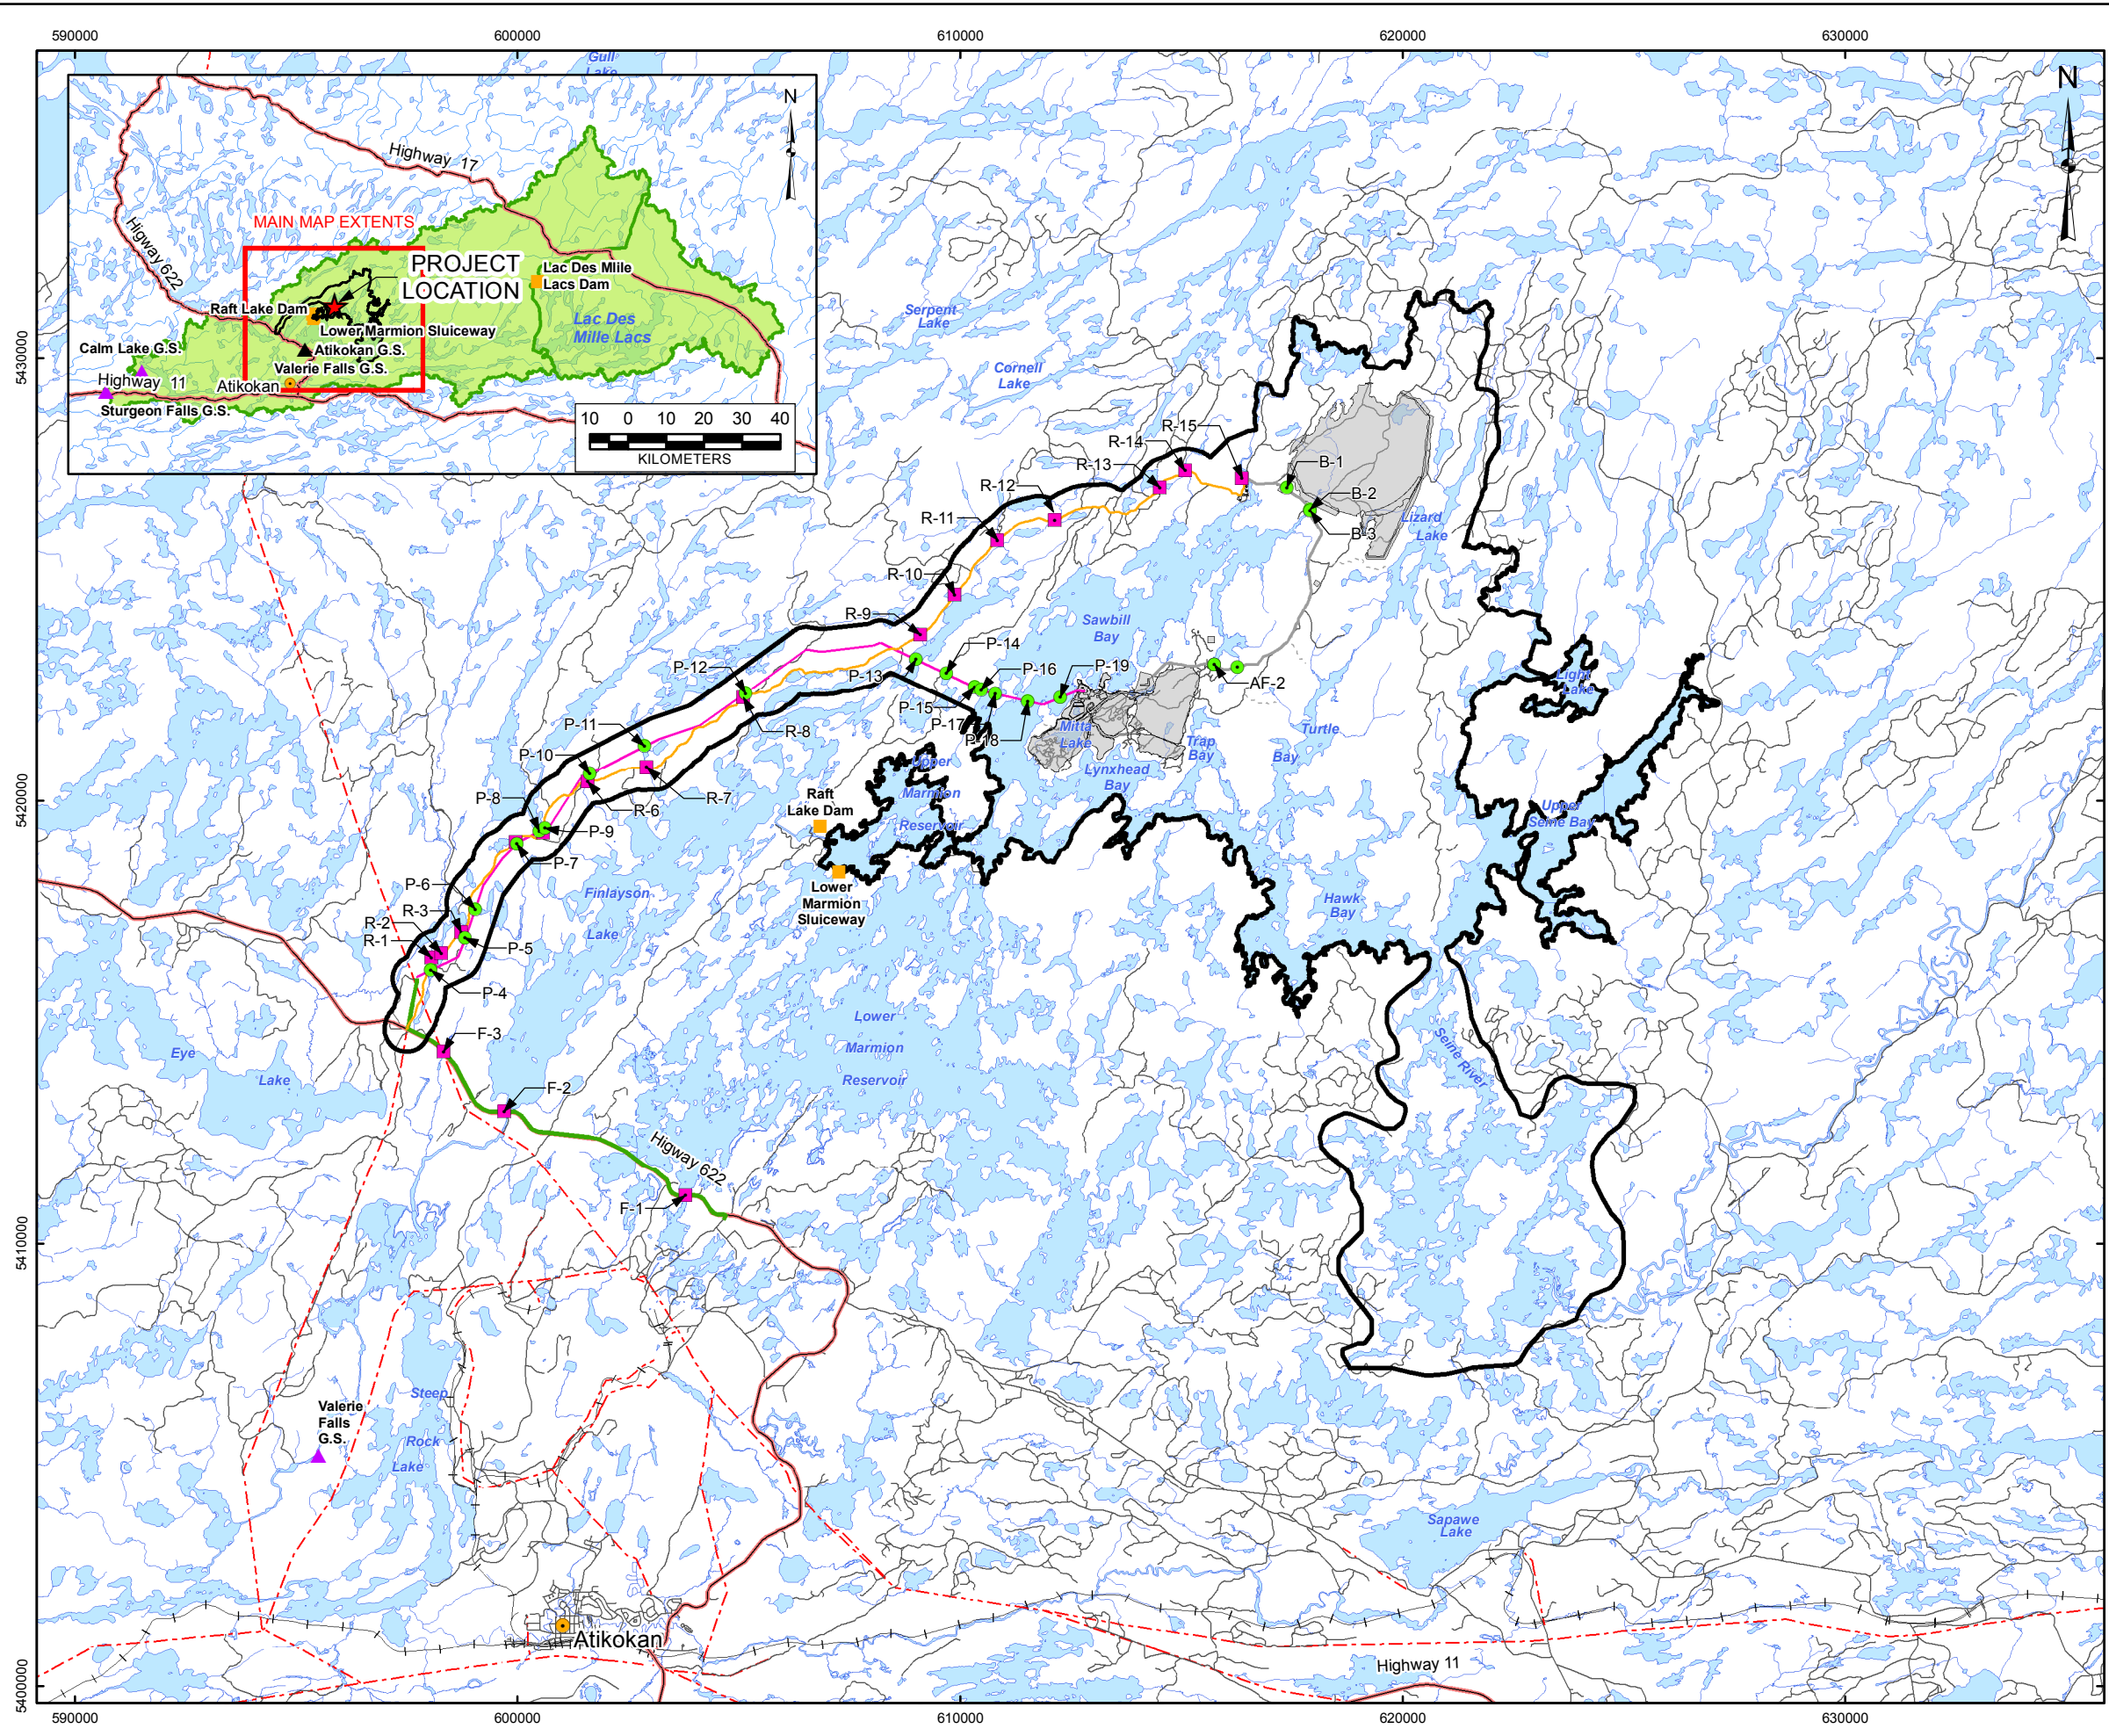 590000
600000
610000
620000
630000
Gull
Lake
N
N
Highway 17
Higway 622
MAIN MAP EXTENTS
PROJECT
LOCATION
Lac Des Mille
Lacs Dam
Raft Lake Dam
Lac Des
Mille Lacs
Lower Marmion Sluiceway
Calm Lake G.S.
Atikokan G.S.
Valerie Falls G.S.
Highway 11
Atikokan
Sturgeon Falls G.S.
10 0 10 20 30 40
KILOMETERS
Serpent
Lake
Cornell
Lake
5430000
R-15
R-14
R-13
B-1
R-12
B-2
R-11
Lizard
Lake
B-3
R-10
R-9
Sawbill
Bay
P-14
P-12
P-16
P-19
P-13
AF-2
Light
Lake
P-15
P-11
P-17
R-8
Mitta
Lake
Turtle
Bay
P-18
Trap
Bay
P-10
Upper
Marmion
Reservoir
Lynxhead
Bay
P-8
R-7
Raft
Lake Dam
5420000
R-6
Upper
Seine Bay
P-9
P-7
P-6
Finlayson
Lake
Lower
Marmion
Sluiceway
Hawk
Bay
R-3
R-2
R-1
P-5
P-4
Lower
Marmion
Reservoir
F-3
Seine River
Eye
Lake
F-2
Higway 622
F-1
5410000
Steep
Rock
Lake
Valerie
Falls
G.S.
Sapawe
Lake
Atikokan
Highway 11
5400000
590000
600000
610000
620000
630000